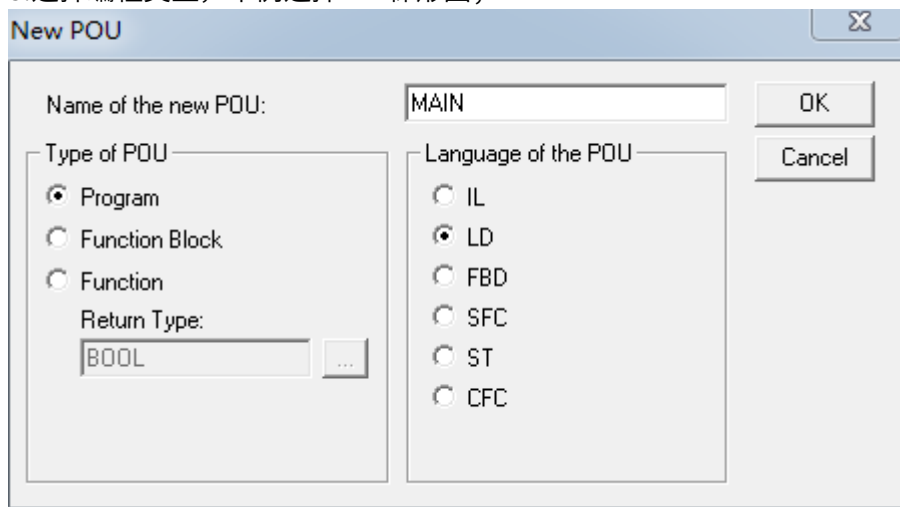 New POU
Name of the new POU:
MAIN
OK
Cancel
Type of POU
Program
Function Block
Function
Return Type:
BOOL
...
Language of the POU
IL
LD
FBD
SFC
ST
CFC